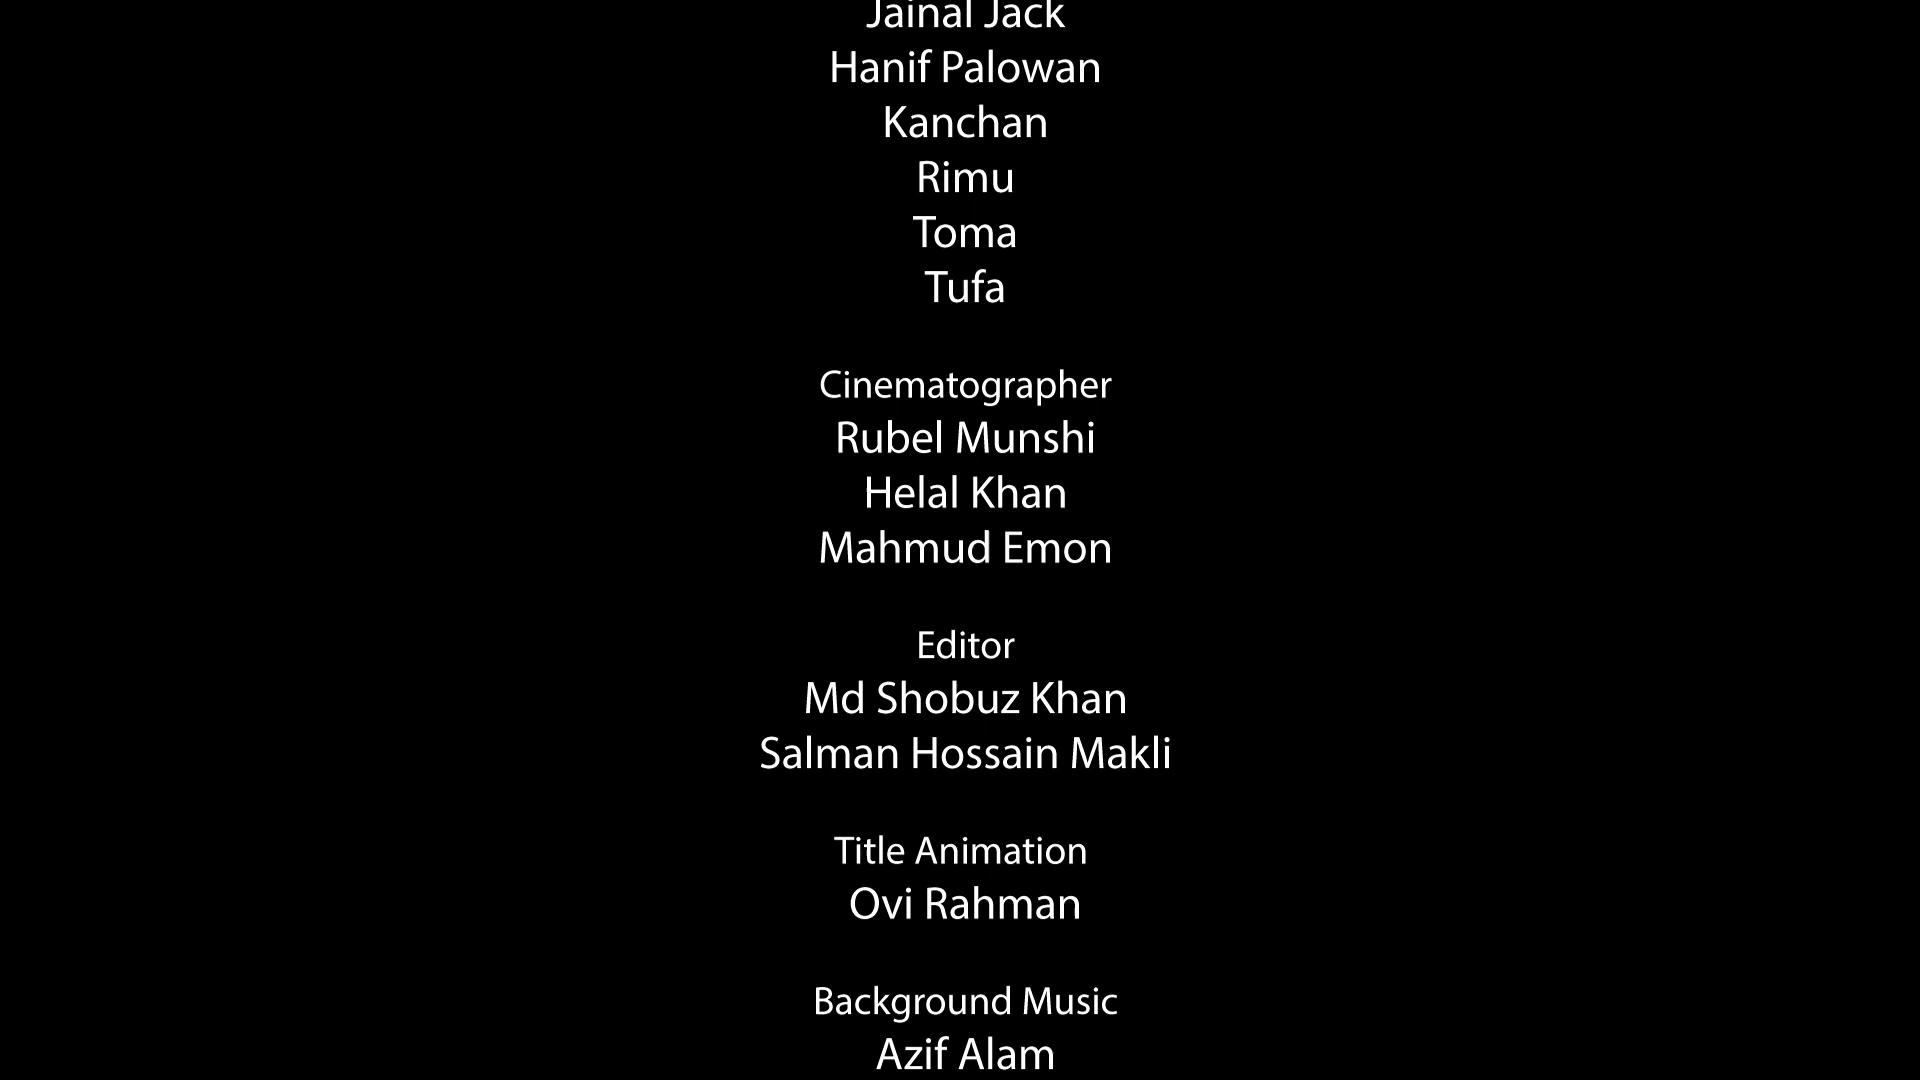 Jainal Jack
Hanif Palowan
Kanchan
Rimu
Toma
Tufa
Cinematographer
Rubel Munshi
Helal Khan
Mahmud Emon
Editor
Md Shobuz Khan
Salman Hossain Makli
Title Animation
Ovi Rahman
Background Music
Azif Alam